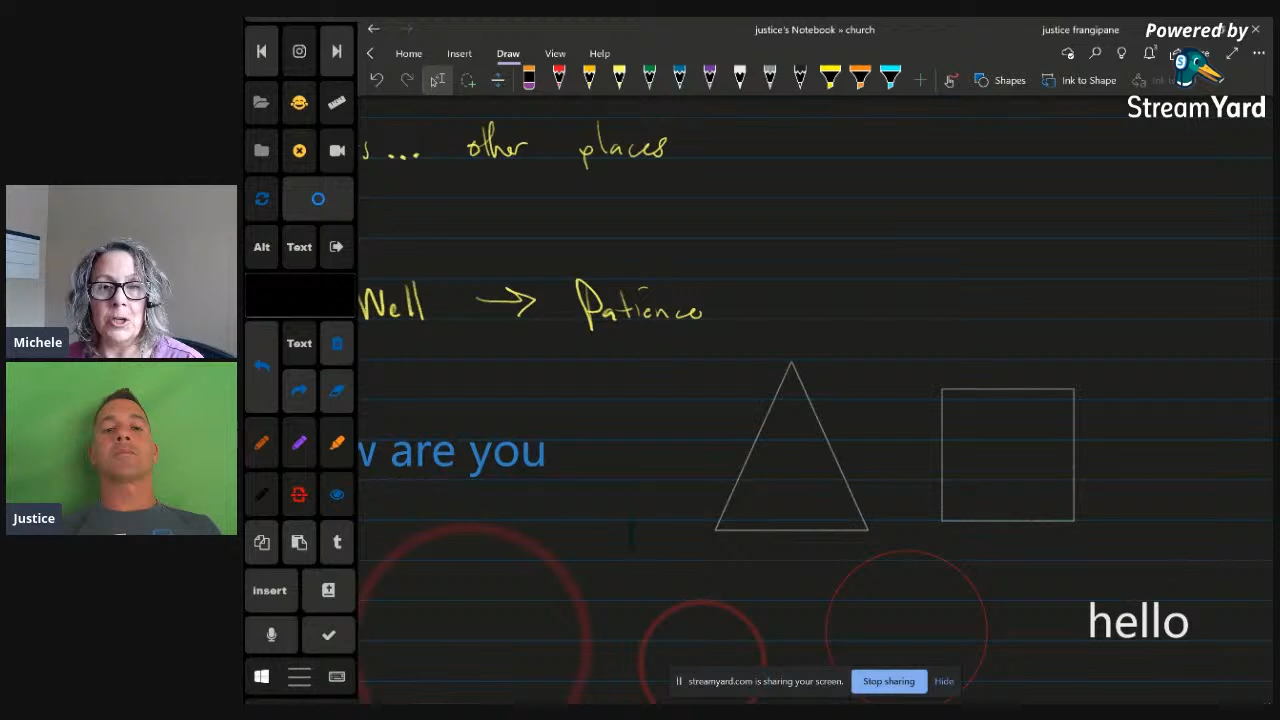 justice's Notebook » church
justice frangipane
Powered by
StreamYard
Home Insert Draw View Help
Shapes Ink to Shape
s ... other places
Well → Patience
w are you
hello
Alt Text
Text
t
insert
Michele
Justice
streamyard.com is sharing your screen. Stop sharing Hide